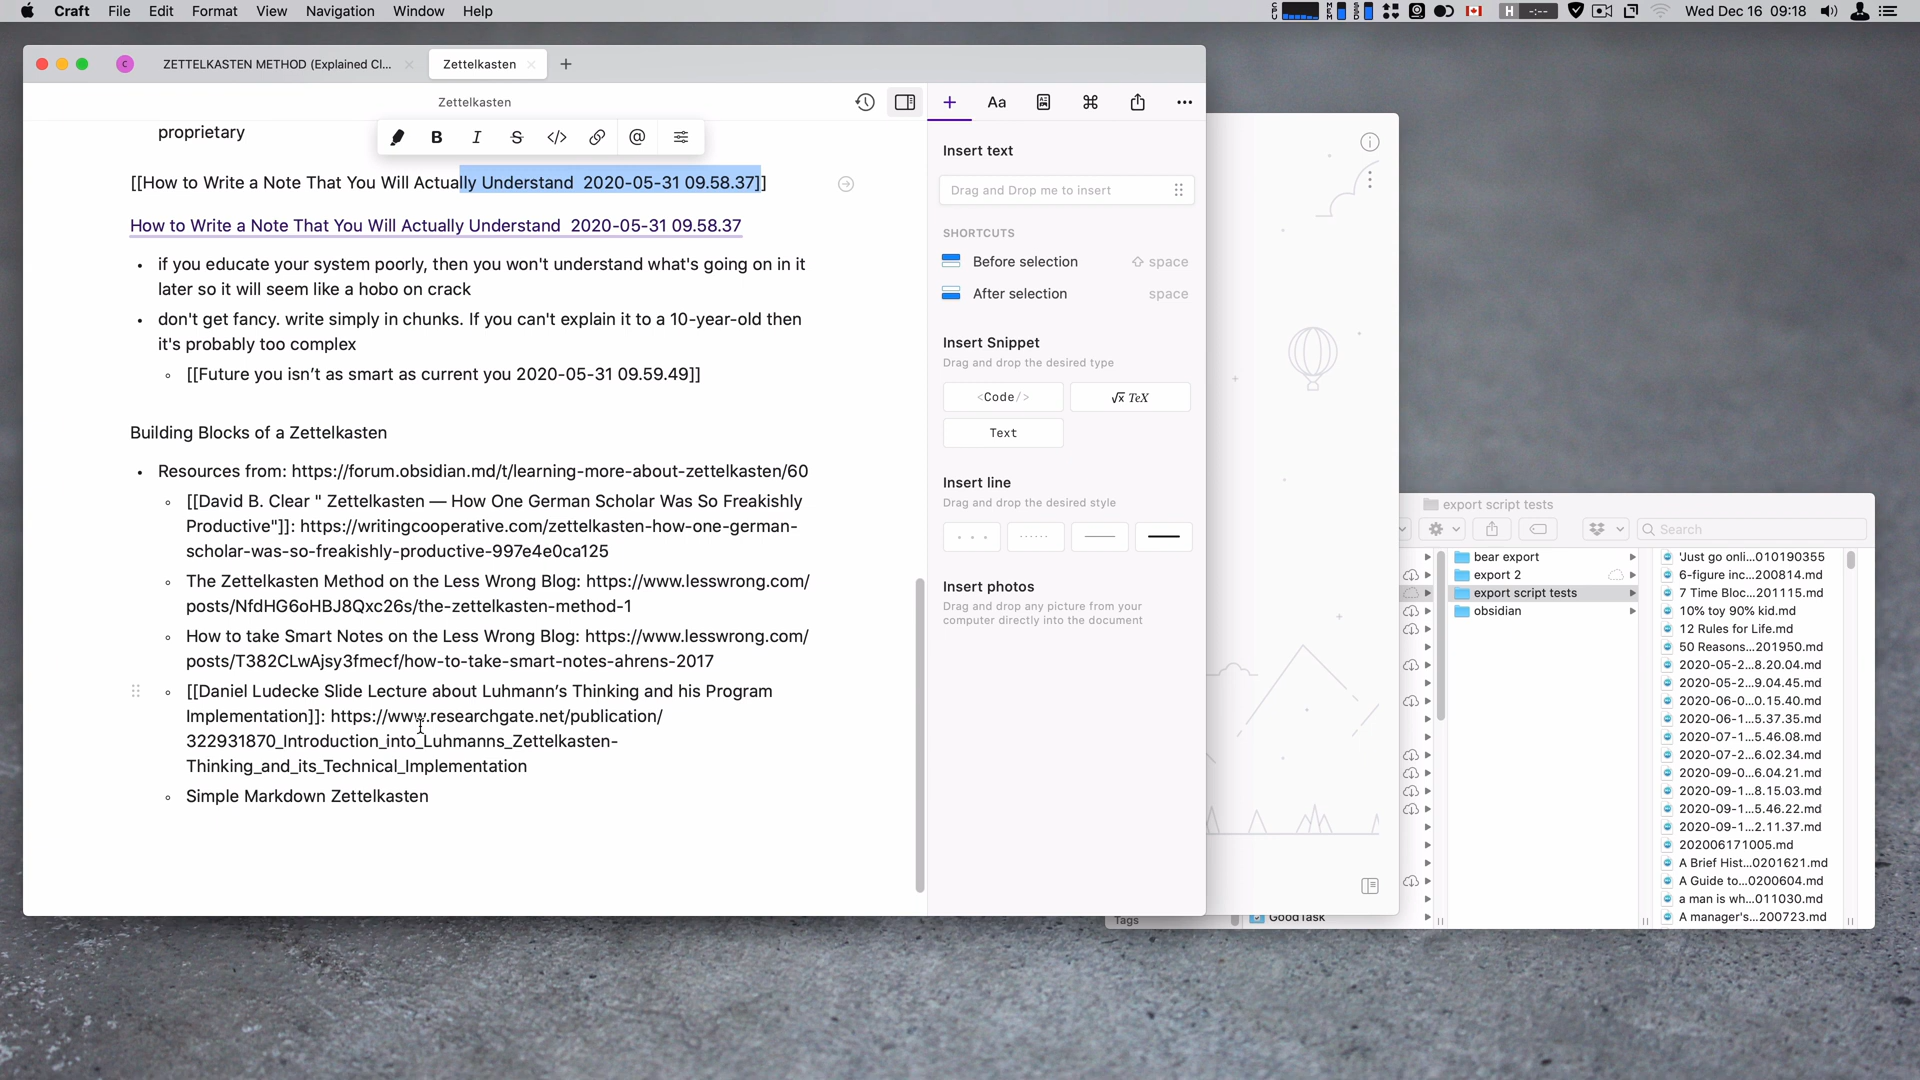 Craft File Edit Format View Navigation Window Help
H -:-- Wed Dec 16 09:18
C ZETTELKASTEN METHOD (Explained Cl... Zettelkasten
Zettelkasten
proprietary
B I S </> @
[[How to Write a Note That You Will Actually Understand  2020-05-31 09.58.37]]
How to Write a Note That You Will Actually Understand  2020-05-31 09.58.37
• if you educate your system poorly, then you won't understand what's going on in it
later so it will seem like a hobo on crack
• don't get fancy. write simply in chunks. If you can't explain it to a 10-year-old then
it's probably too complex
◦ [[Future you isn’t as smart as current you 2020-05-31 09.59.49]]
Building Blocks of a Zettelkasten
• Resources from: https://forum.obsidian.md/t/learning-more-about-zettelkasten/60
◦ [[David B. Clear " Zettelkasten — How One German Scholar Was So Freakishly
Productive"]]: https://writingcooperative.com/zettelkasten-how-one-german-
scholar-was-so-freakishly-productive-997e4e0ca125
◦ The Zettelkasten Method on the Less Wrong Blog: https://www.lesswrong.com/
posts/NfdHG6oHBJ8Qxc26s/the-zettelkasten-method-1
◦ How to take Smart Notes on the Less Wrong Blog: https://www.lesswrong.com/
posts/T382CLwAjsy3fmecf/how-to-take-smart-notes-ahrens-2017
◦ [[Daniel Ludecke Slide Lecture about Luhmann’s Thinking and his Program
Implementation]]: https://www.researchgate.net/publication/
322931870_Introduction_into_Luhmanns_Zettelkasten-
Thinking_and_its_Technical_Implementation
◦ Simple Markdown Zettelkasten
Aa
Insert text
Drag and Drop me to insert
SHORTCUTS
Before selection ⇧ space
After selection space
Insert Snippet
Drag and drop the desired type
<Code/>
√x TeX
Text
Insert line
Drag and drop the desired style
Insert photos
Drag and drop any picture from your
computer directly into the document
export script tests
Search
bear export
export 2
export script tests
obsidian
'Just go onli...010190355
6-figure inc...200814.md
7 Time Bloc...201115.md
10% toy 90% kid.md
12 Rules for Life.md
50 Reasons...201950.md
2020-05-2...8.20.04.md
2020-05-2...9.04.45.md
2020-06-0...0.15.40.md
2020-06-1...5.37.35.md
2020-07-1...5.46.08.md
2020-07-2...6.02.34.md
2020-09-0...6.04.21.md
2020-09-1...8.15.03.md
2020-09-1...5.46.22.md
2020-09-1...2.11.37.md
202006171005.md
A Brief Hist...0201621.md
A Guide to...0200604.md
a man is wh...011030.md
A manager's...200723.md
Tags
GoodTask